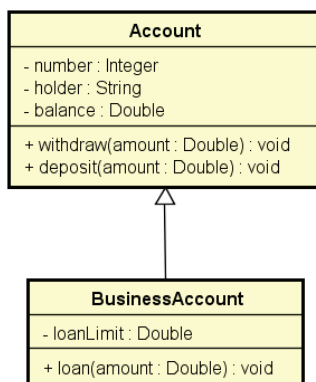 Account
- number : Integer
- holder : String
- balance : Double
+ withdraw(amount : Double) : void
+ deposit(amount : Double) : void
BusinessAccount
- loanLimit : Double
+ loan(amount : Double) : void